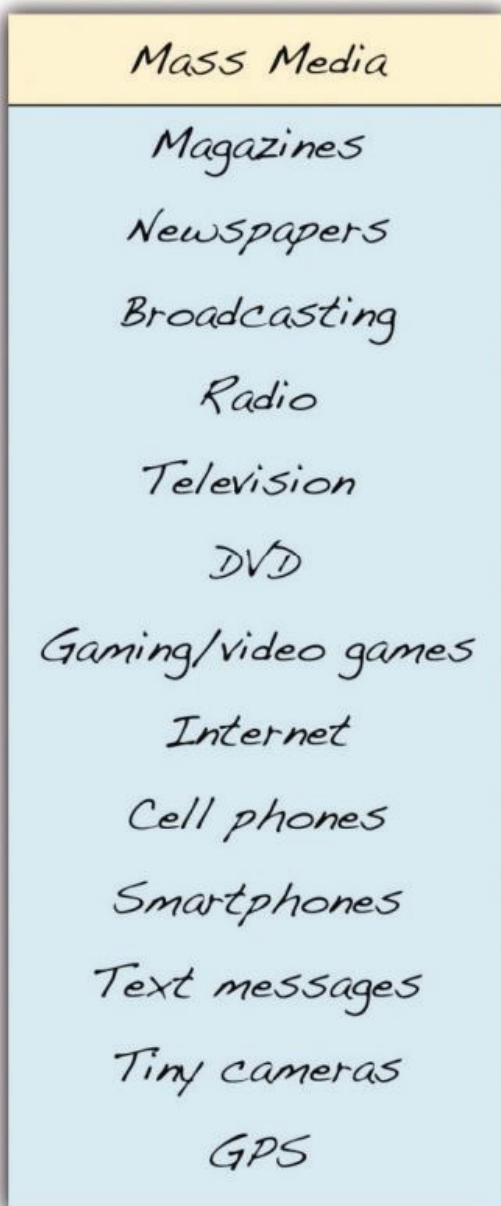 Mass Media
Magazines
Newspapers
Broadcasting
Radio
Television
DVD
Gaming/video games
Internet
Cell phones
Smartphones
Text messages
Tiny cameras
GPS